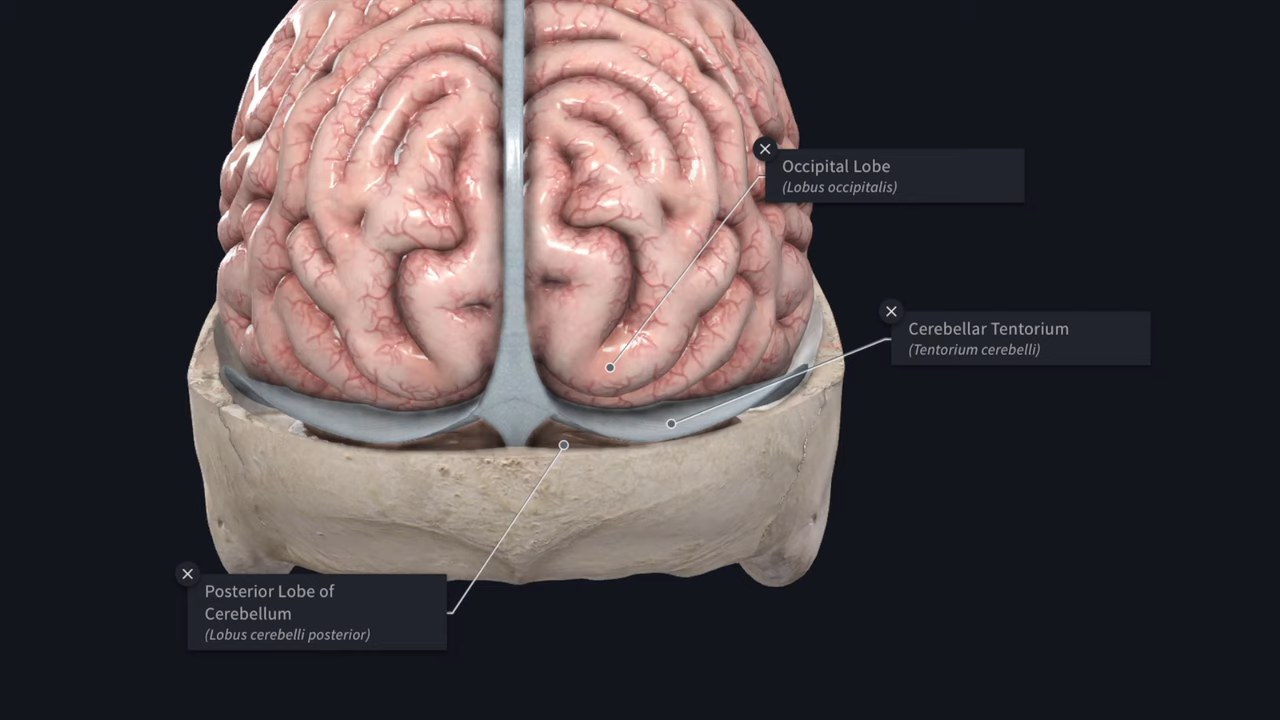 Occipital Lobe
(Lobus occipitalis)
Cerebellar Tentorium
(Tentorium cerebelli)
Posterior Lobe of
Cerebellum
(Lobus cerebelli posterior)